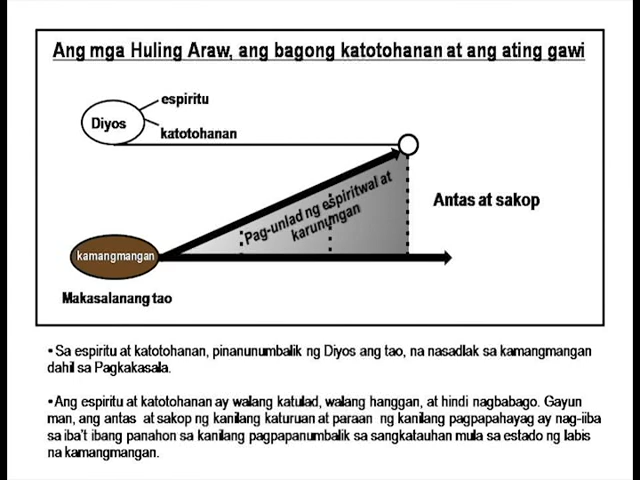 Ang mga Huling Araw, ang bagong katotohanan at ang ating gawi
espiritu
Diyos
katotohanan
Pag-unlad ng espiritwal at
karunungan
Antas at sakop
kamangmangan
Makasalanang tao
• Sa espiritu at katotohanan, pinanunumbalik ng Diyos ang tao, na nasadlak sa kamangmangan
dahil sa Pagkakasala.
• Ang espiritu at katotohanan ay walang katulad, walang hanggan, at hindi nagbabago. Gayun
man, ang antas at sakop ng kanilang katuruan at paraan ng kanilang pagpapahayag ay nag-iiba
sa iba't ibang panahon sa kanilang pagpapanumbalik sa sangkatauhan mula sa estado ng labis
na kamangmangan.